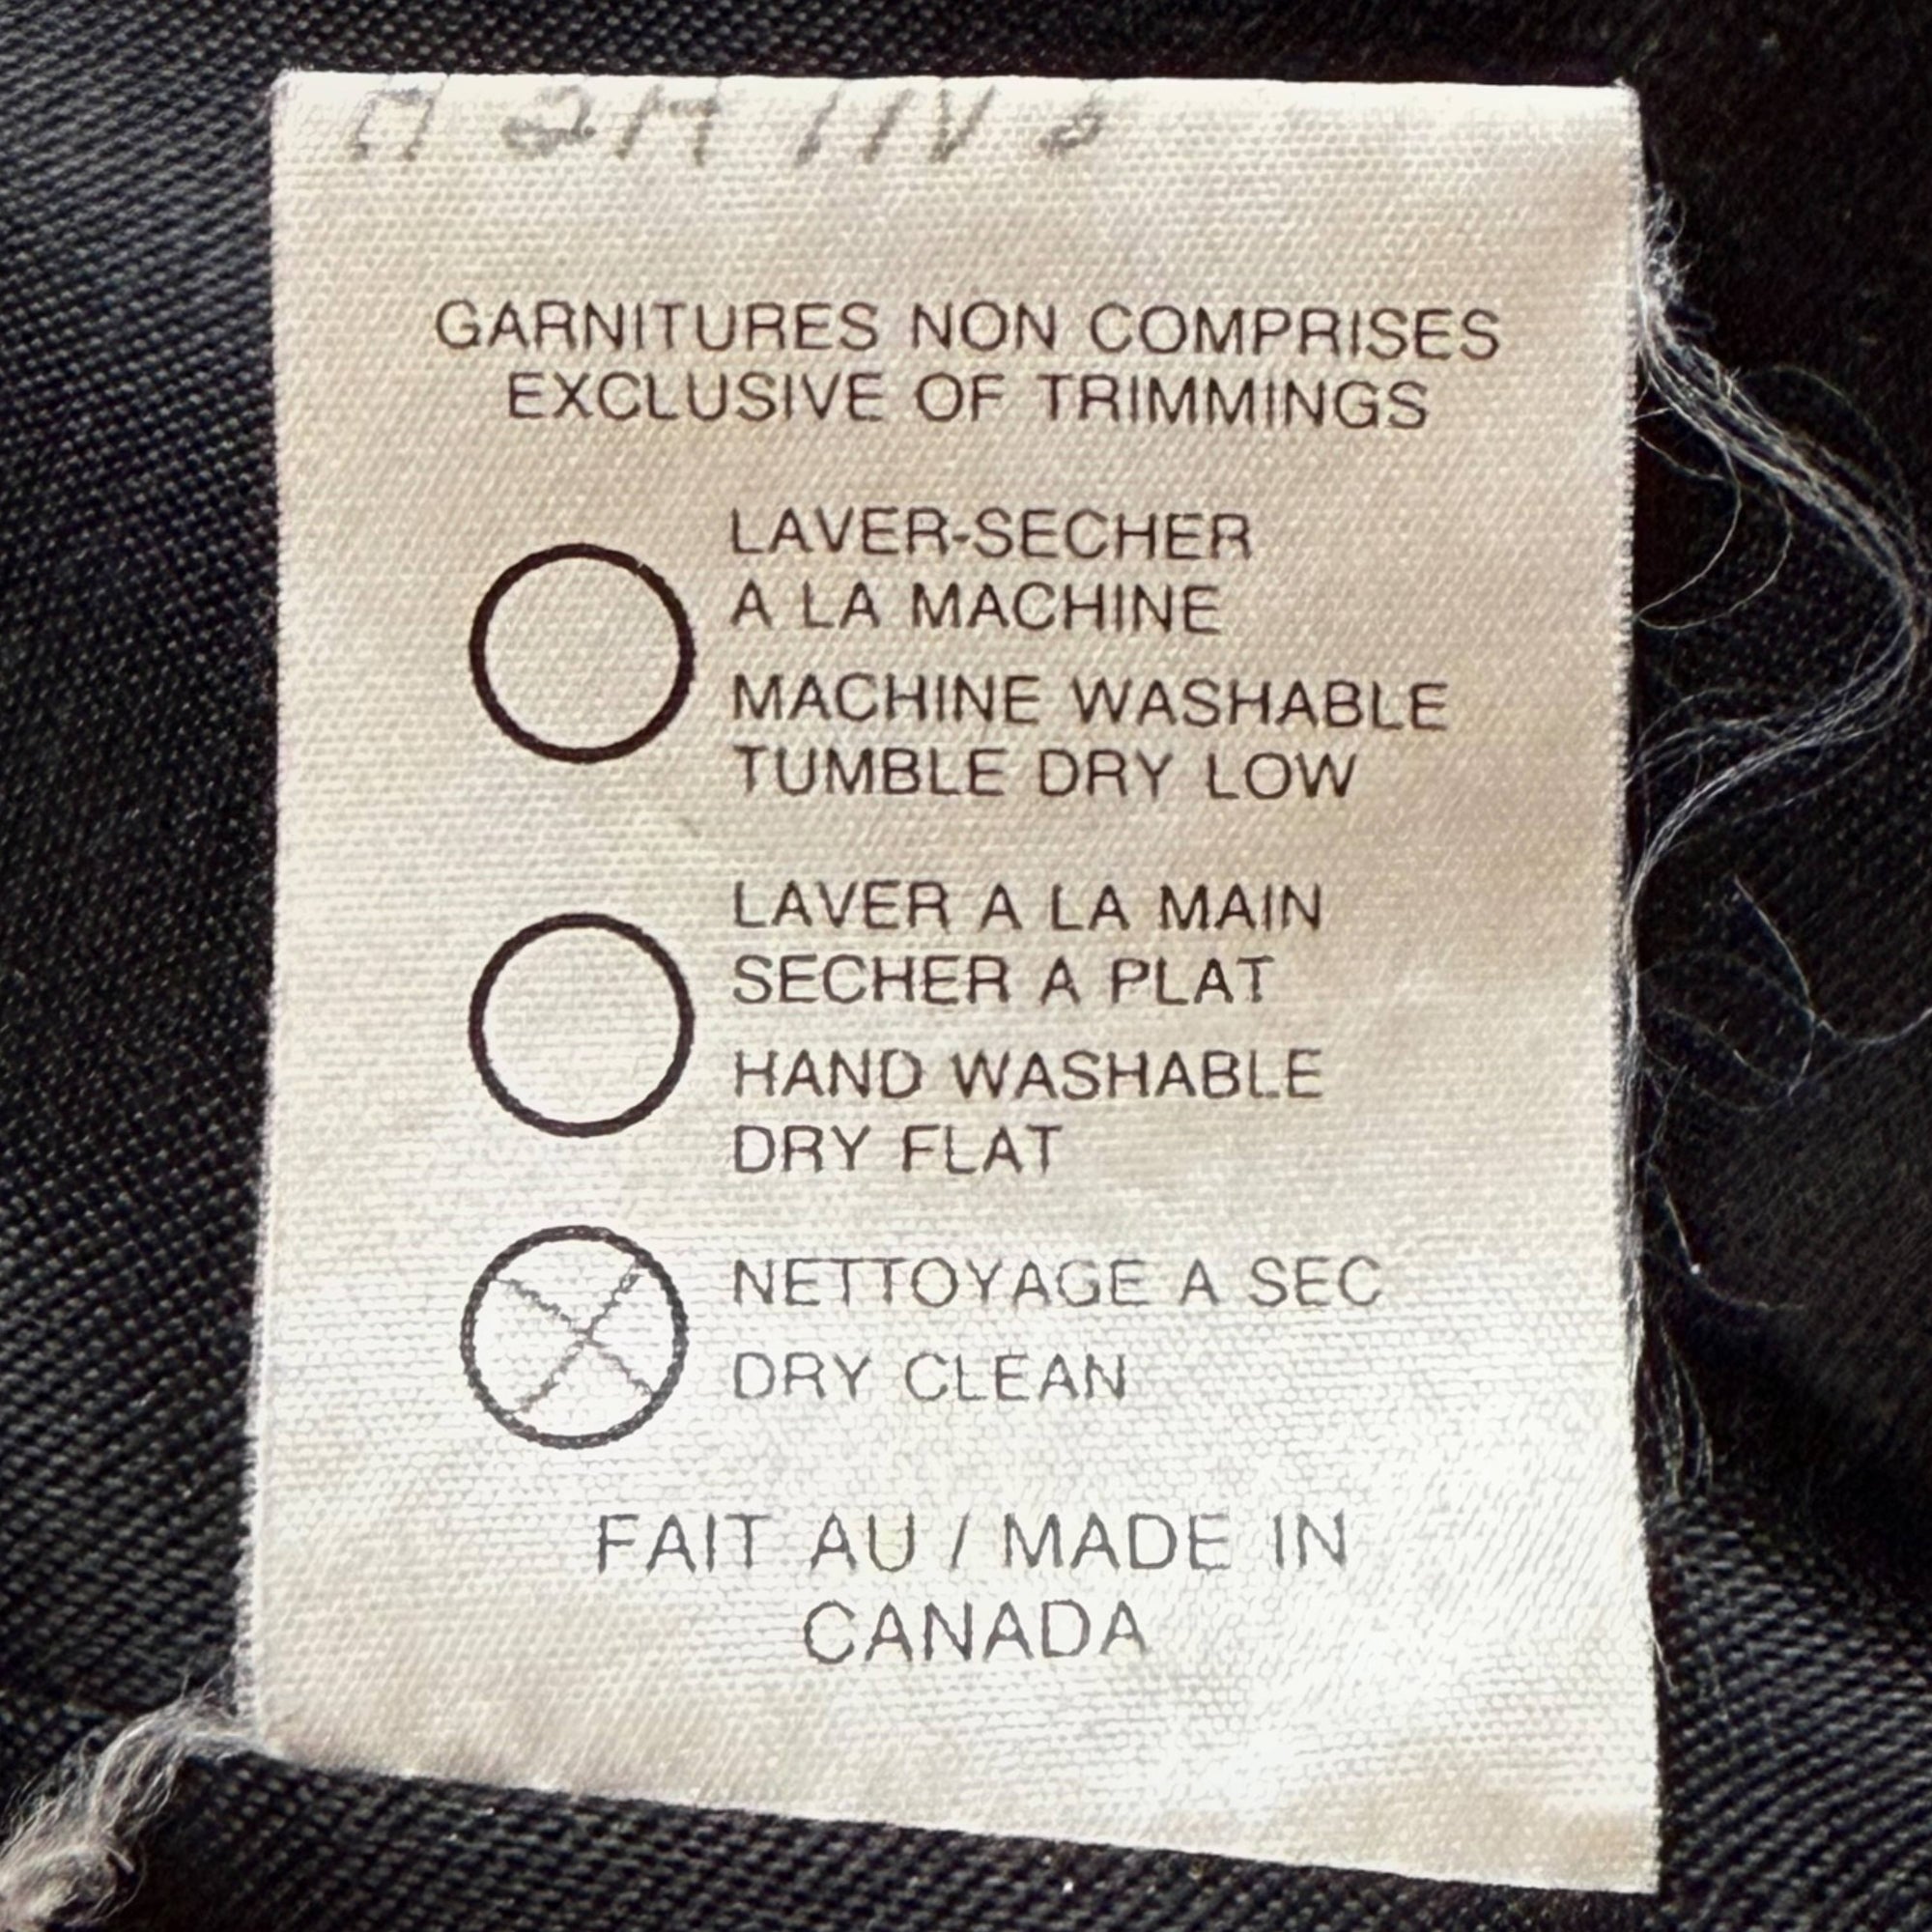 GARNITURES NON COMPRISES
EXCLUSIVE OF TRIMMINGS
LAVER-SECHER
A LA MACHINE
MACHINE WASHABLE
TUMBLE DRY LOW
LAVER A LA MAIN
SECHER A PLAT
HAND WASHABLE
DRY FLAT
NETTOYAGE A SEC
DRY CLEAN
FAIT AU / MADE IN
CANADA